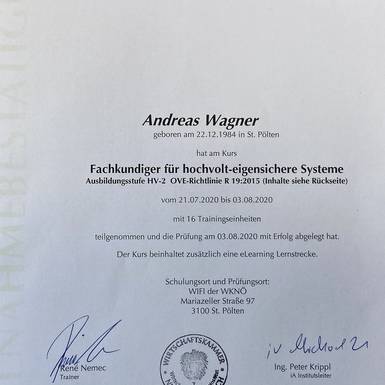 Andreas Wagner
geboren am 22.12.1984 in St. Pölten
hat am Kurs
Fachkundiger für hochvolt-eigensichere Systeme
Ausbildungsstufe HV-2 OVE-Richtlinie R 19:2015 (Inhalte siehe Rückseite)
vom 21.07.2020 bis 03.08.2020
mit 16 Trainingseinheiten
teilgenommen und die Prüfung am 03.08.2020 mit Erfolg abgelegt hat.
Der Kurs beinhaltet zusätzlich eine eLearning Lernstrecke.
Schulungsort und Prüfungsort:
WIFI der WKNÖ
Mariazeller Straße 97
3100 St. Pölten
WIRTSCHAFTSKAMMER
René Nemec
Trainer
Ing. Peter Krippl
iA Institutsleiter